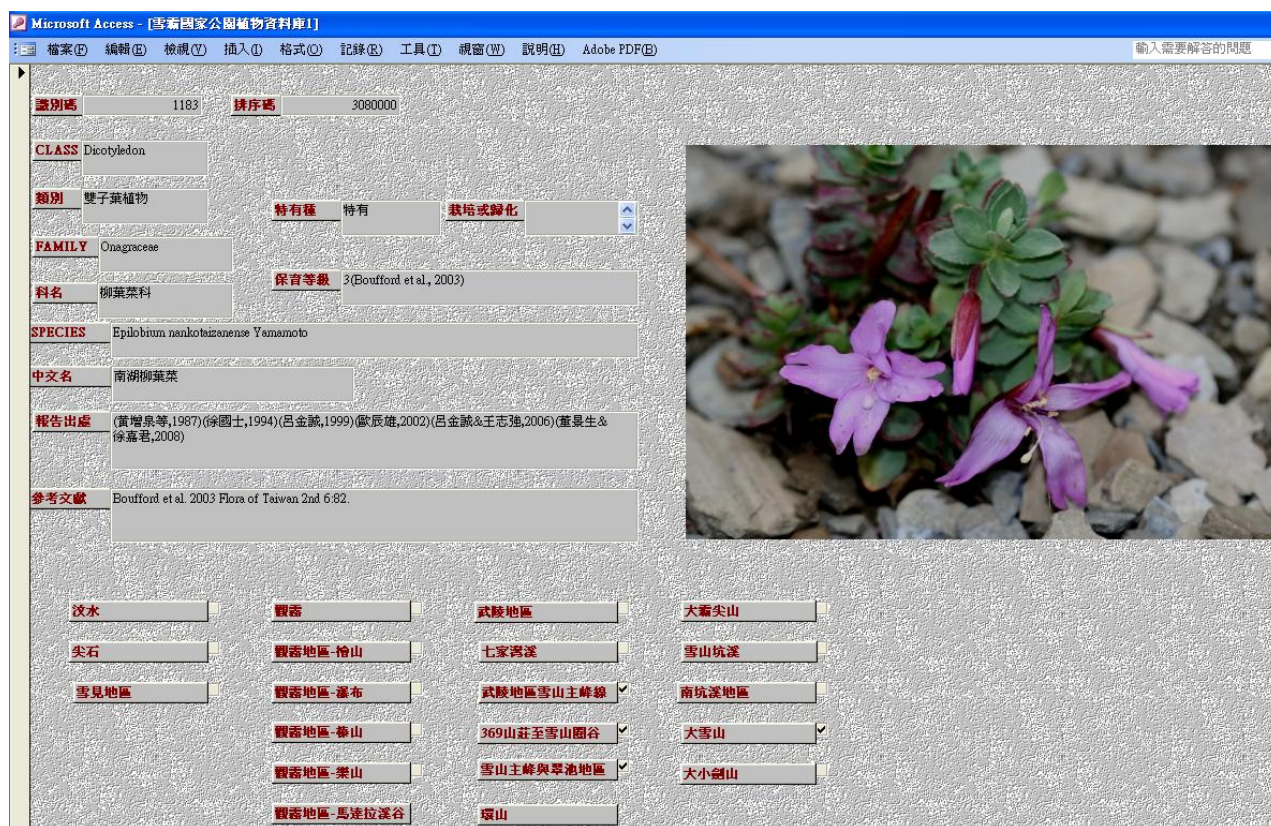 Microsoft Access - [雪霸國家公園植物資料庫1]
檔案(F) 編輯(E) 檢視(V) 插入(I) 格式(O) 記錄(R) 工具(T) 視窗(W) 說明(H) Adobe PDF(B) 輸入需要解答的問題
識別碼 1183 排序碼 3080000
CLASS Dicotyledon
類別 雙子葉植物
特有種 特有 栽培或歸化
FAMILY Onagraceae
保育等級 3(Boufford et al., 2003)
科名 柳葉菜科
SPECIES Epilobium nankotaizanense Yamamoto
中文名 南湖柳葉菜
報告出處 (黃增泉等,1987)(徐國士,1994)(呂金誠,1999)(歐辰雄,2002)(呂金誠&王志強,2006)(董景生&
徐嘉君,2008)
參考文獻 Boufford et al. 2003 Flora of Taiwan 2nd 6:82.
汶水 觀霧 武陵地區 大霸尖山
尖石 觀霧地區-檜山 七家灣溪 雪山坑溪
雪見地區 觀霧地區-瀑布 武陵地區雪山主峰線 南坑溪地區
觀霧地區-榛山 369山莊至雪山圈谷 大雪山
觀霧地區-樂山 雪山主峰與翠池地區 大小劍山
觀霧地區-馬達拉溪谷 環山